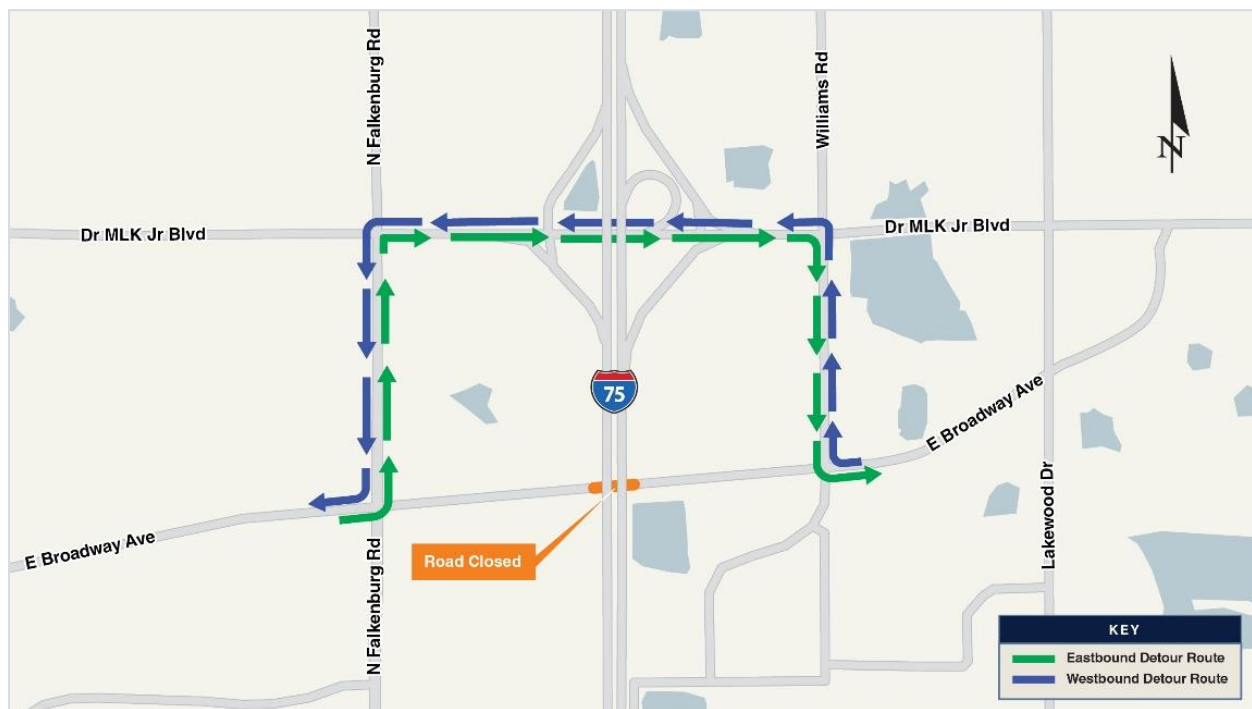 N Falkenburg Rd
Williams Rd
N
Dr MLK Jr Blvd
Dr MLK Jr Blvd
75
E Broadway Ave
E Broadway Ave
Road Closed
Lakewood Dr
N Falkenburg Rd
KEY
Eastbound Detour Route
Westbound Detour Route